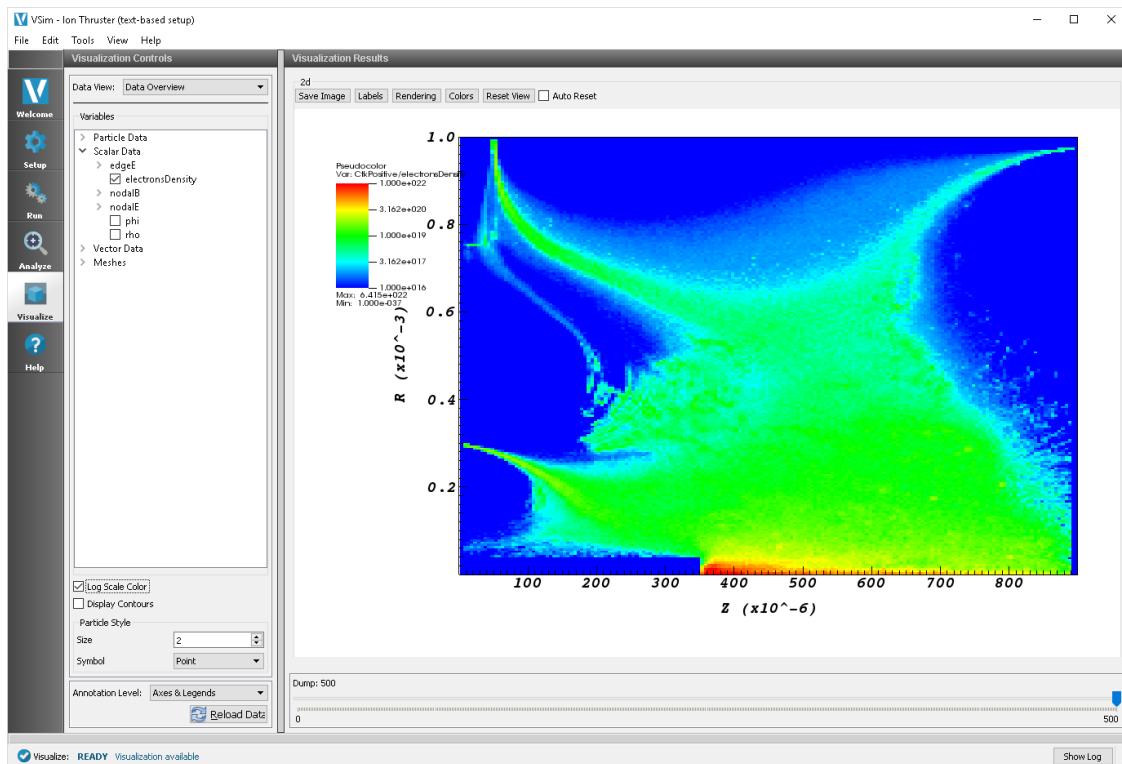 VSim - Ion Thruster (text-based setup)
File Edit Tools View Help
Visualization Controls
Data View: Data Overview
Variables
Particle Data
Scalar Data
edgeE
electronsDensity
nodalB
nodalE
phi
rho
Vector Data
Meshes
Log Scale Color
Display Contours
Particle Style
Size 2
Symbol Point
Annotation Level: Axes & Legends
Reload Data
Welcome
Setup
Run
Analyze
Visualize
Help
Visualization Results
2d
Save Image Labels Rendering Colors Reset View Auto Reset
Pseudocolor
Var: CtkPositive/electronsDensity
1.000e+022
3.162e+020
1.000e+019
3.162e+017
1.000e+016
Max: 6.415e+022
Min: 1.000e-037
1.0
0.8
0.6
0.4
0.2
R (x10^-3)
100 200 300 400 500 600 700 800
Z (x10^-6)
Dump: 500
0 500
Visualize: READY Visualization available
Show Log